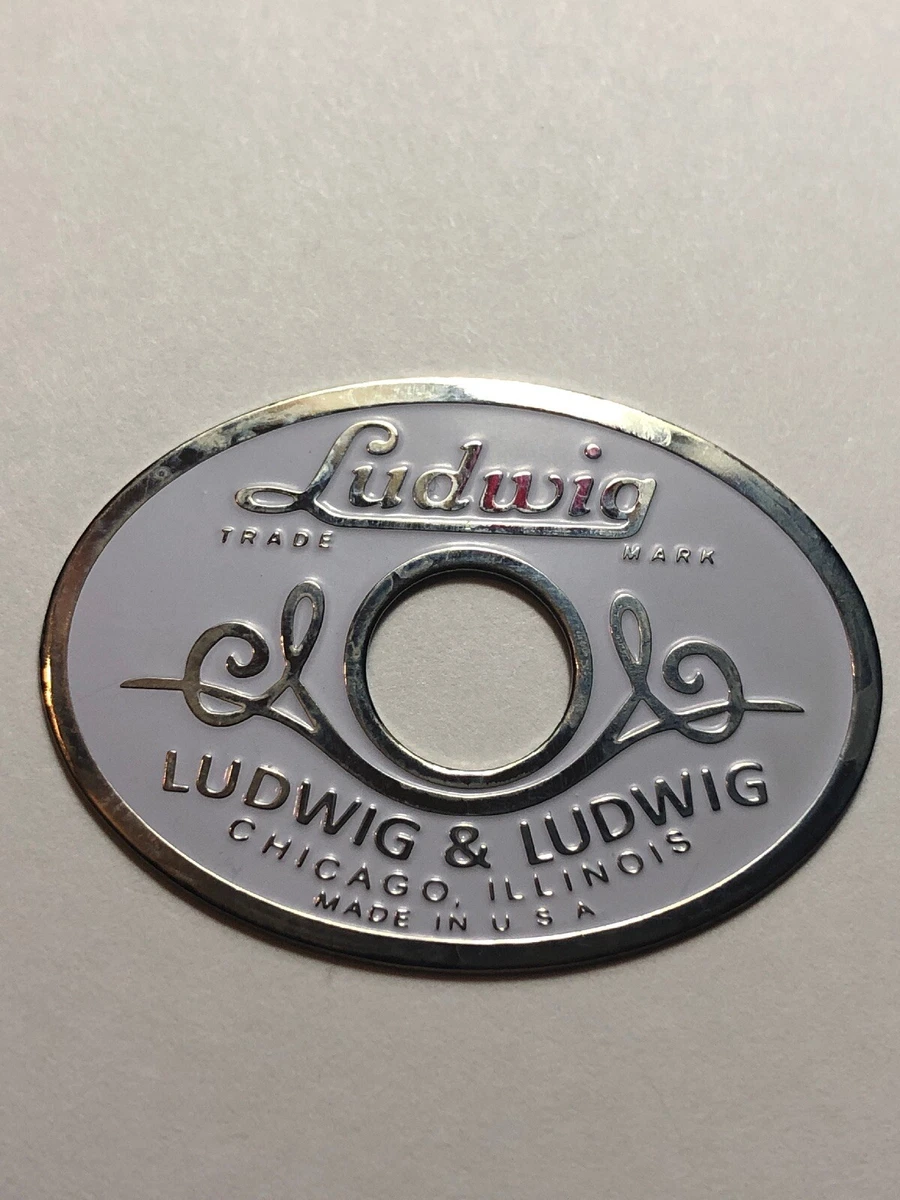 Ludwig
TRADE MARK
LUDWIG & LUDWIG
CHICAGO, ILLINOIS
MADE IN U S A